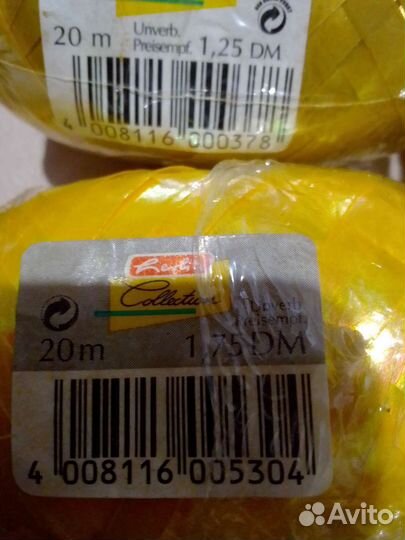 20 m Unverb. Preisempf. 1,25 DM
4 008116 000378
Collection
Unverb. Preisempf.
20 m 1,75 DM
4 008116 005304
Avito